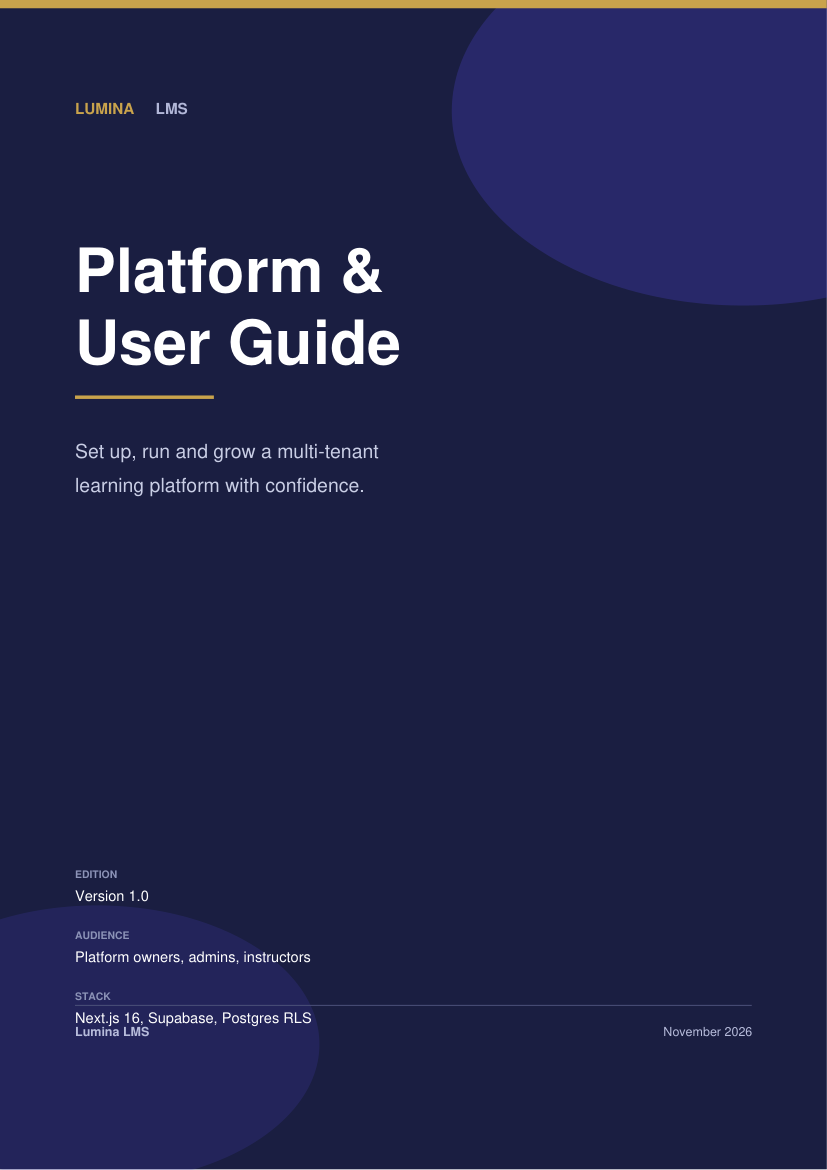 LUMINA LMS
Platform &
User Guide
Set up, run and grow a multi-tenant
learning platform with confidence.
EDITION
Version 1.0
AUDIENCE
Platform owners, admins, instructors
STACK
Next.js 16, Supabase, Postgres RLS
Lumina LMS November 2026